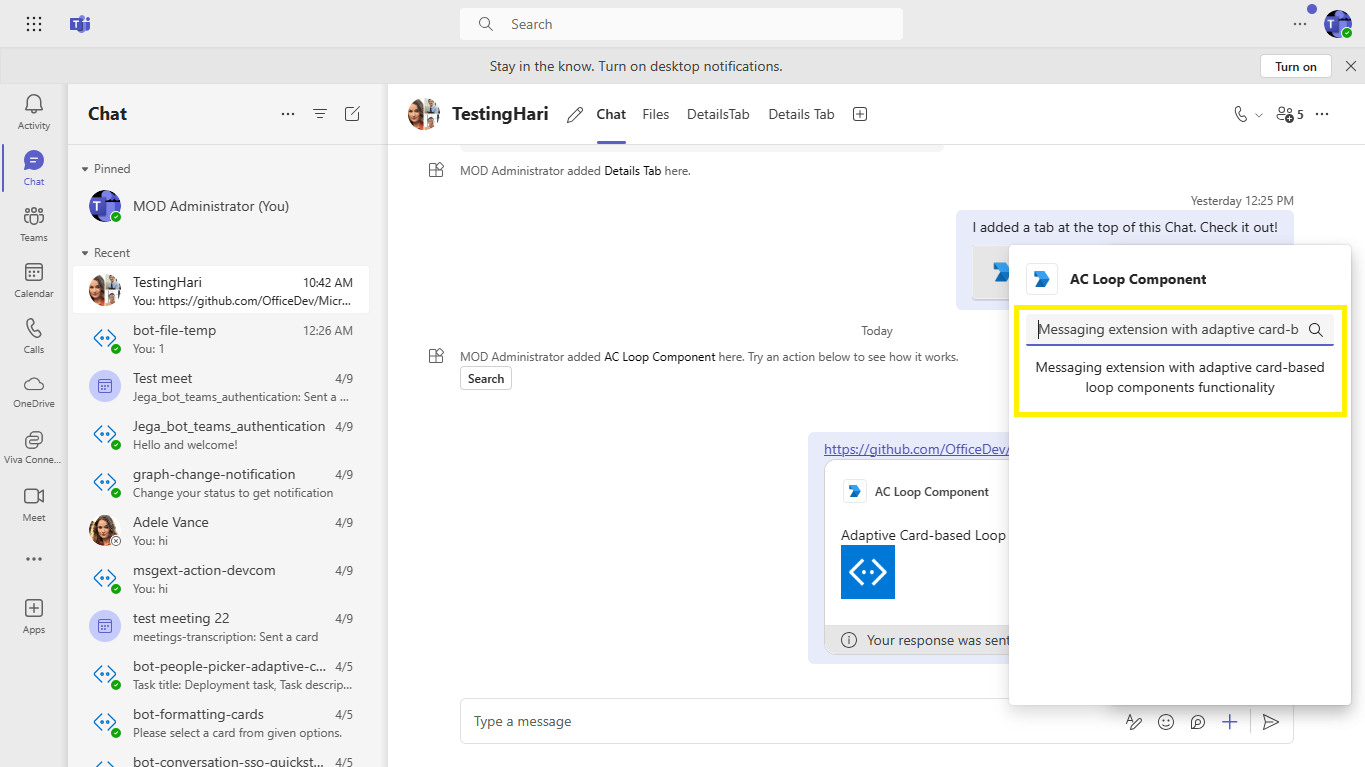 Search
Stay in the know. Turn on desktop notifications.
Turn on
Activity
Chat
Teams
Calendar
Calls
OneDrive
Viva Conne...
Meet
Apps
Chat
Pinned
MOD Administrator (You)
Recent
TestingHari 10:42 AM
You: https://github.com/OfficeDev/Micr...
bot-file-temp 12:26 AM
You: 1
Test meet 4/9
Jega_bot_teams_authentication: Sent a ...
Jega_bot_teams_authentication 4/9
Hello and welcome!
graph-change-notification 4/9
Change your status to get notification
Adele Vance 4/9
You: hi
msgext-action-devcom 4/9
You: hi
test meeting 22 4/9
meetings-transcription: Sent a card
bot-people-picker-adaptive-c... 4/5
Task title: Deployment task, Task descrip...
bot-formatting-cards 4/5
Please select a card from given options.
bot-conversation-sso-quickst... 4/5
TestingHari
Chat Files DetailsTab Details Tab
5
MOD Administrator added Details Tab here.
Yesterday 12:25 PM
I added a tab at the top of this Chat. Check it out!
Today
MOD Administrator added AC Loop Component here. Try an action below to see how it works.
Search
https://github.com/OfficeDev/
AC Loop Component
Adaptive Card-based Loop
Your response was sent
Type a message
AC Loop Component
Messaging extension with adaptive card-b
Messaging extension with adaptive card-based
loop components functionality